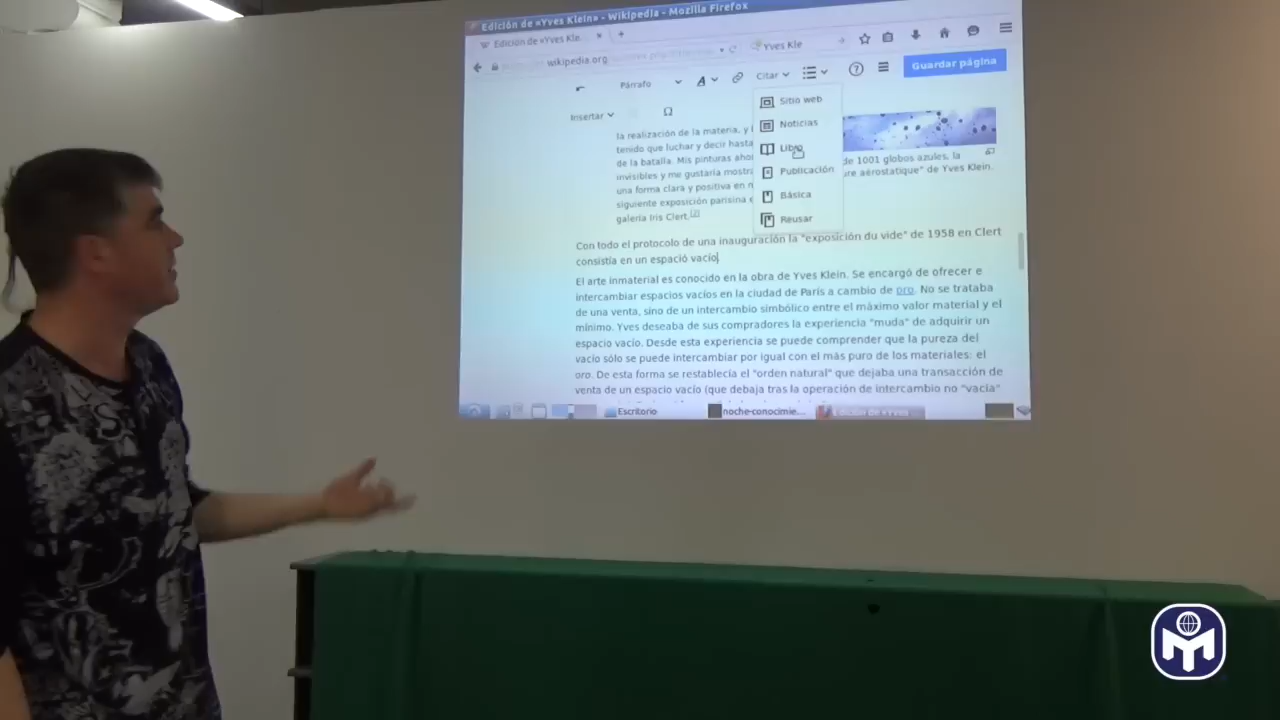 Edición de «Yves Klein» - Wikipedia - Mozilla Firefox
Edición de «Yves Kle...
wikipedia.org
Yves Kle
Párrafo
A
Citar
Guardar página
Insertar
Ω
Sitio web
Noticias
Libro
Publicación
Básica
Reusar
la realización de la materia, y
tenido que luchar y decir hasta
de la batalla. Mis pinturas
invisibles y me gustaría
una forma clara y positiva en
siguiente exposición parisina
galería Iris Clert.[2]
de 1001 globos azules, la
aérostatique" de Yves Klein.
Con todo el protocolo de una inauguración la "exposición du vide" de 1958 en Clert
consistía en un espació vacío
El arte inmaterial es conocido en la obra de Yves Klein. Se encargó de ofrecer e
intercambiar espacios vacíos en la ciudad de París a cambio de oro. No se trataba
de una venta, sino de un intercambio simbólico entre el máximo valor material y el
mínimo. Yves deseaba de sus compradores la experiencia "muda" de adquirir un
espacio vacío. Desde esta experiencia se puede comprender que la pureza del
vacío sólo se puede intercambiar por igual con el más puro de los materiales: el
oro. De esta forma se restablecía el "orden natural" que dejaba una transacción de
venta de un espacio vacío (que debaja tras la operación de intercambio no "vacía"
Escritorio
noche-conocimie...
Edición de «Yves